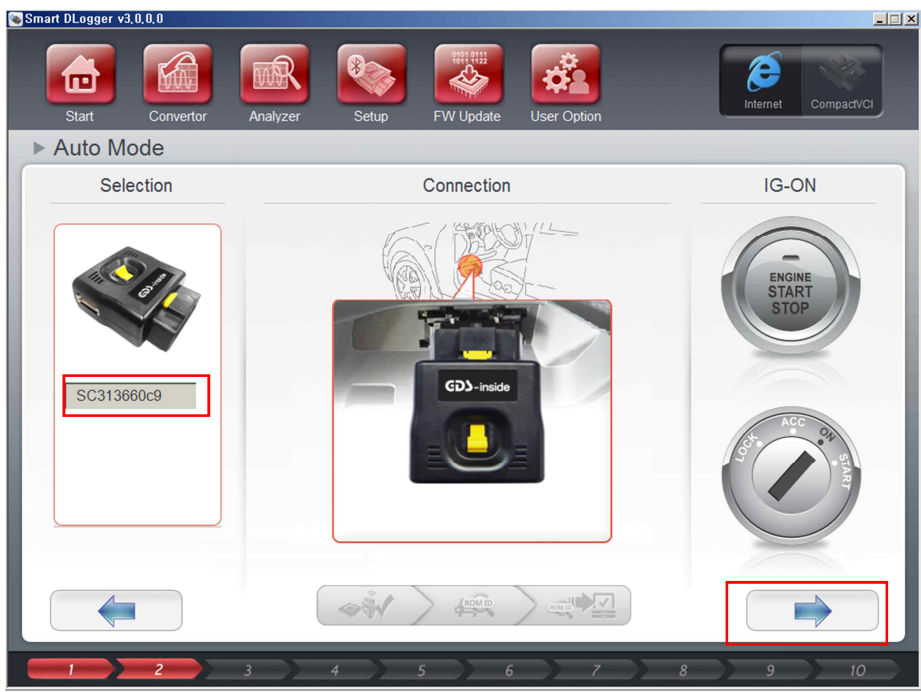 Smart DLogger v3,0,0,0
0101 0111
1011 1122
Start
Convertor
Analyzer
Setup
FW Update
User Option
Internet
CompactVCI
Auto Mode
Selection
Connection
IG-ON
GDS-inside
SC313660c9
GDS-inside
ENGINE
START
STOP
LOCK
ACC
ON
START
ROM ID
ROM ID
1 2 3 4 5 6 7 8 9 10